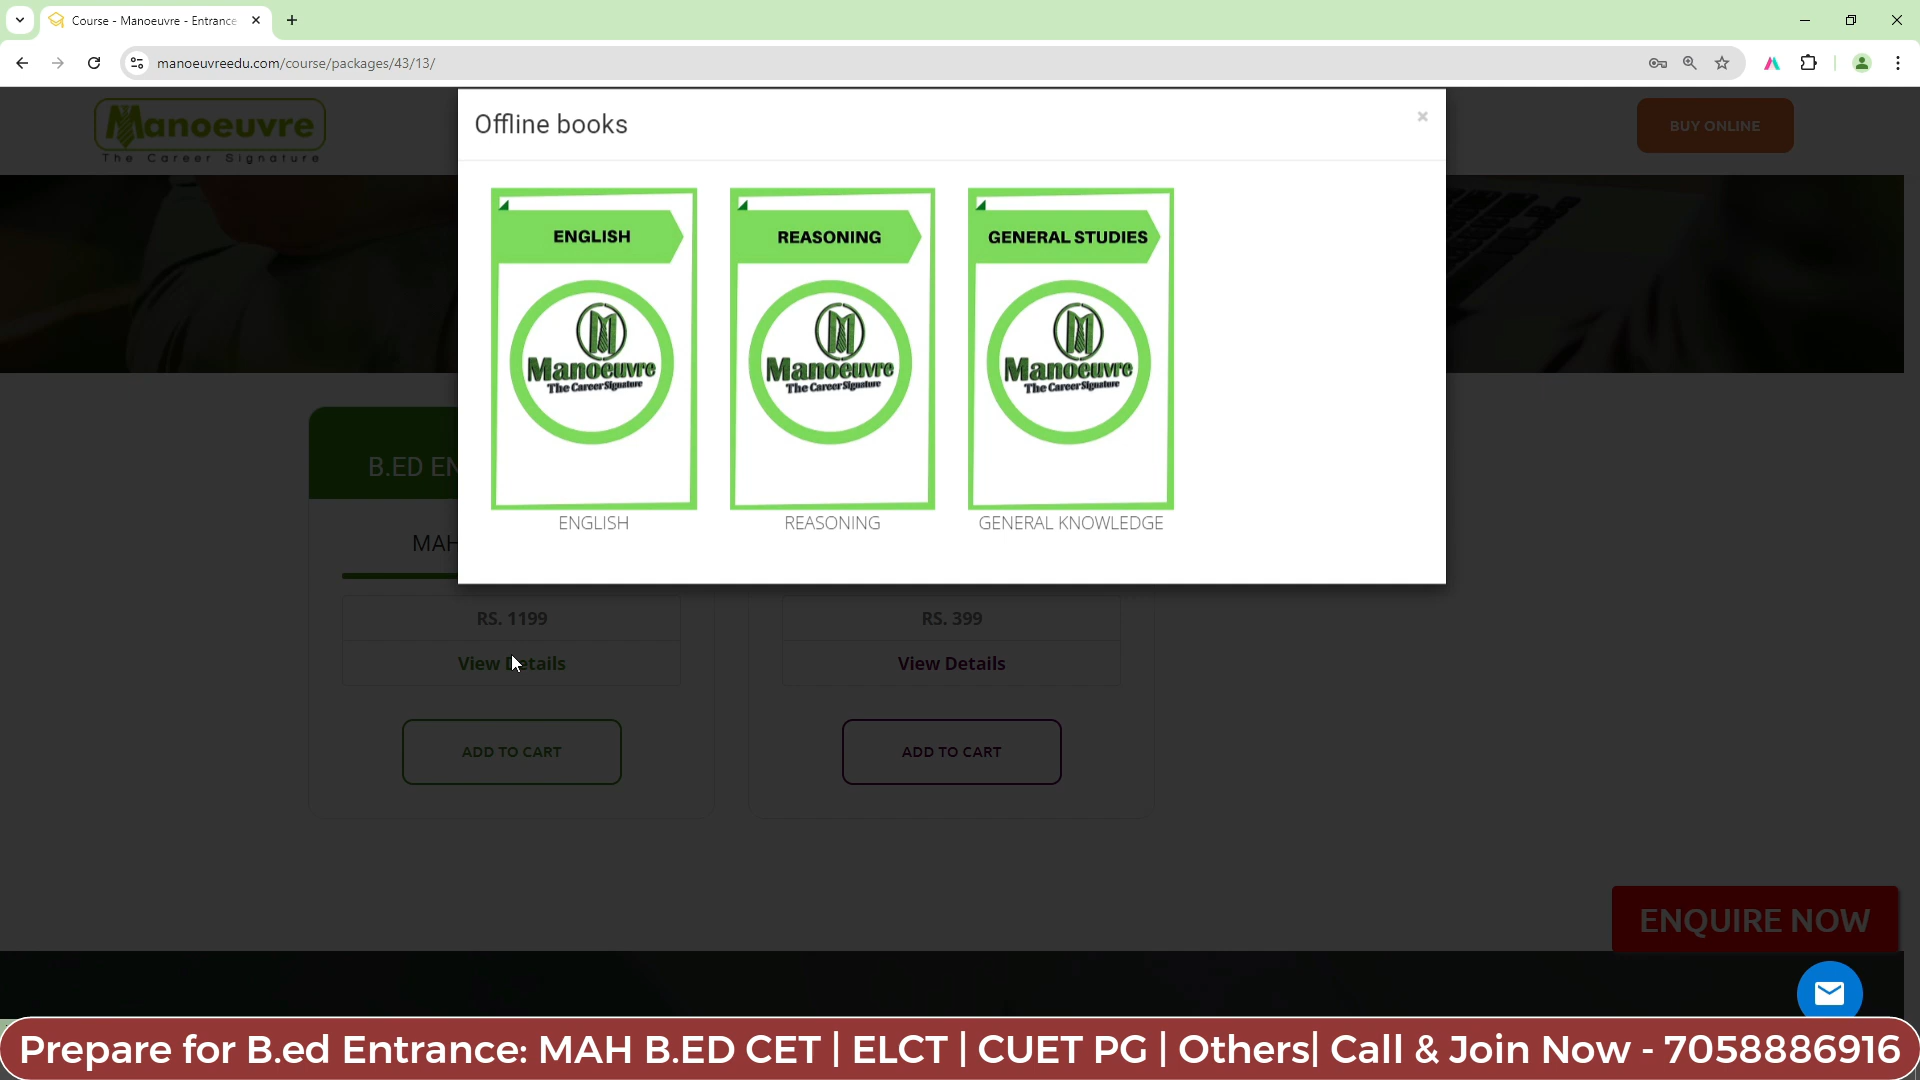 Course - Manoeuvre - Entrance
manoeuvreedu.com/course/packages/43/13/
Manoeuvre
The Career Signature
Offline books
×
BUY ONLINE
ENGLISH
REASONING
GENERAL STUDIES
M
Manoeuvre
The Career Signature
M
Manoeuvre
The Career Signature
M
Manoeuvre
The Career Signature
ENGLISH
REASONING
GENERAL KNOWLEDGE
B.ED EN
MAH
RS. 1199
RS. 399
View Details
View Details
ADD TO CART
ADD TO CART
ENQUIRE NOW
Prepare for B.ed Entrance: MAH B.ED CET | ELCT | CUET PG | Others| Call & Join Now - 7058886916